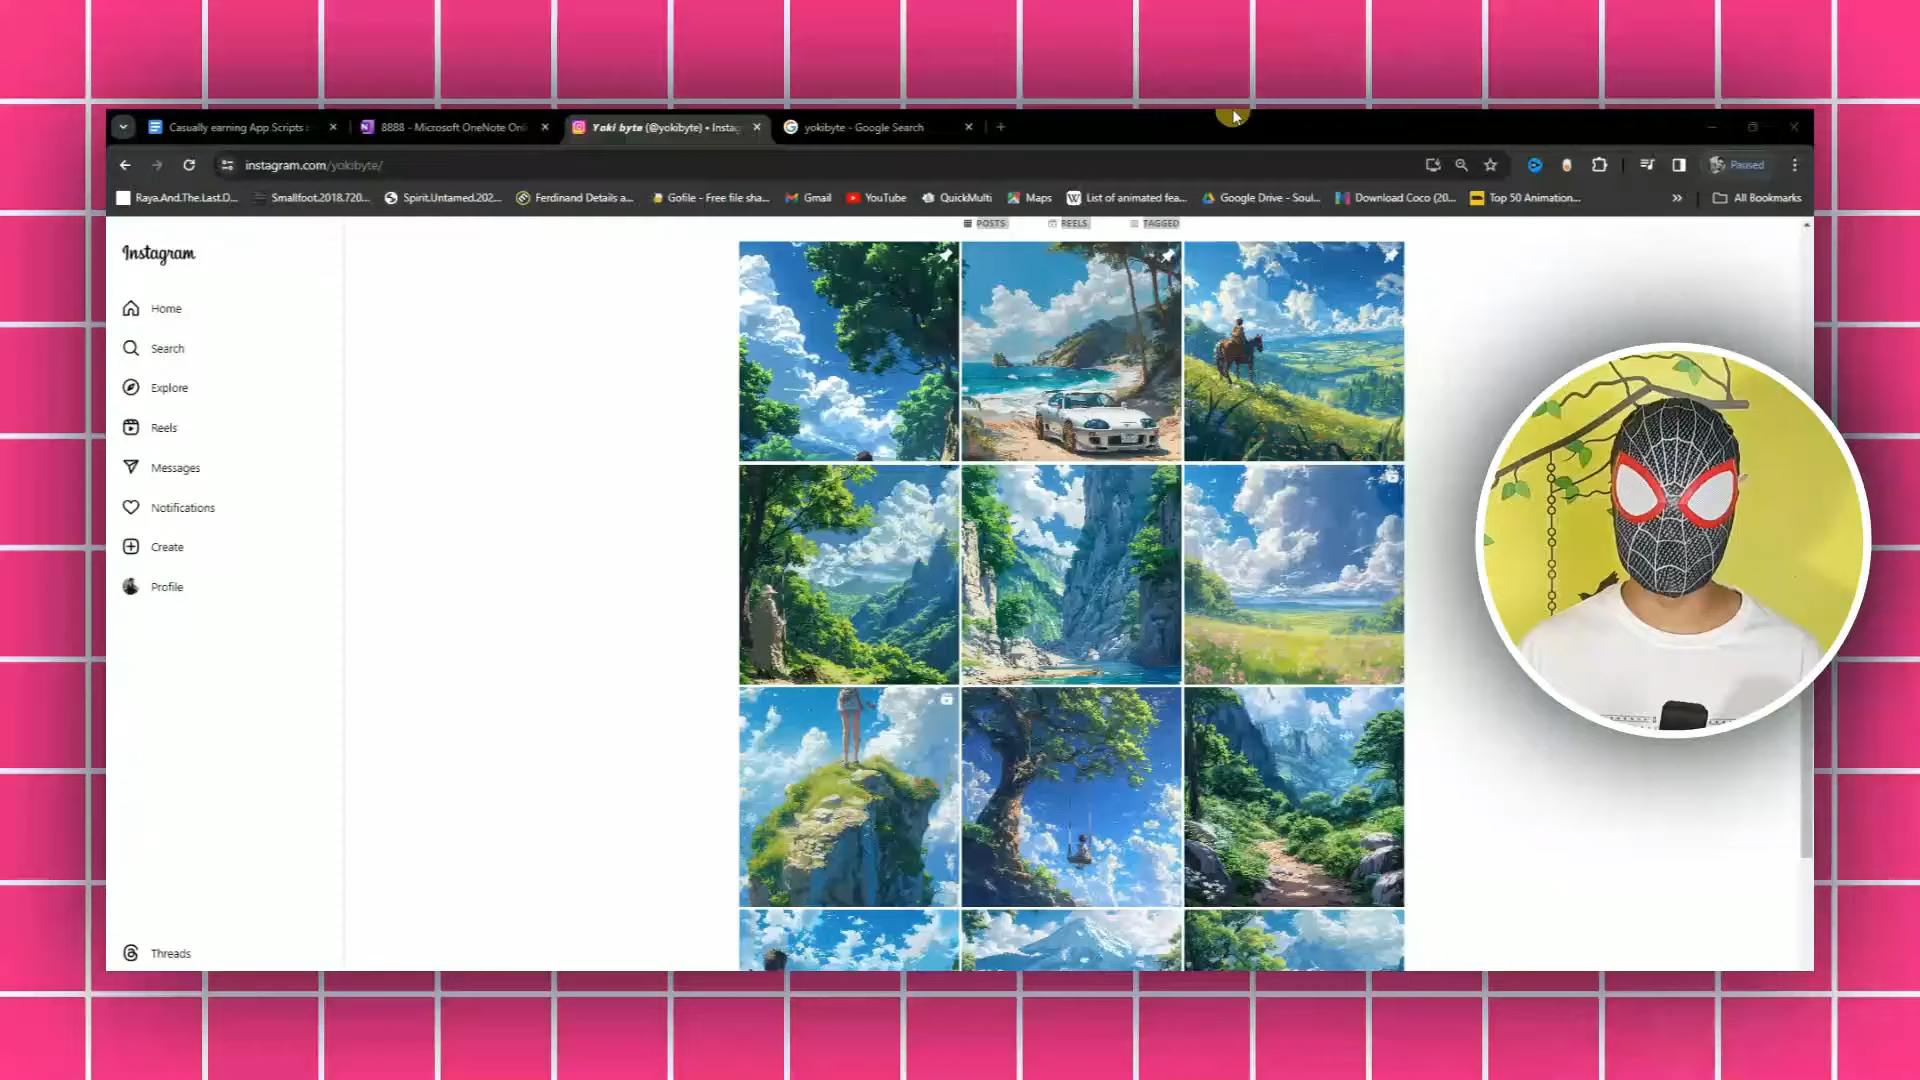 Casually earning App Scripts
8888 - Microsoft OneNote Onl
Yoki byte (@yokibyte) • Instag
yokibyte - Google Search
instagram.com/yokibyte/
Paused
Raya.And.The.Last.D...
Smallfoot.2018.720...
Spirit.Untamed.202...
Ferdinand Details a...
Gofile - Free file sha...
Gmail
YouTube
QuickMulti
Maps
List of animated fea...
Google Drive - Soul...
Download Coco (20...
Top 50 Animation...
All Bookmarks
POSTS
REELS
TAGGED
Instagram
Home
Search
Explore
Reels
Messages
Notifications
Create
Profile
Threads